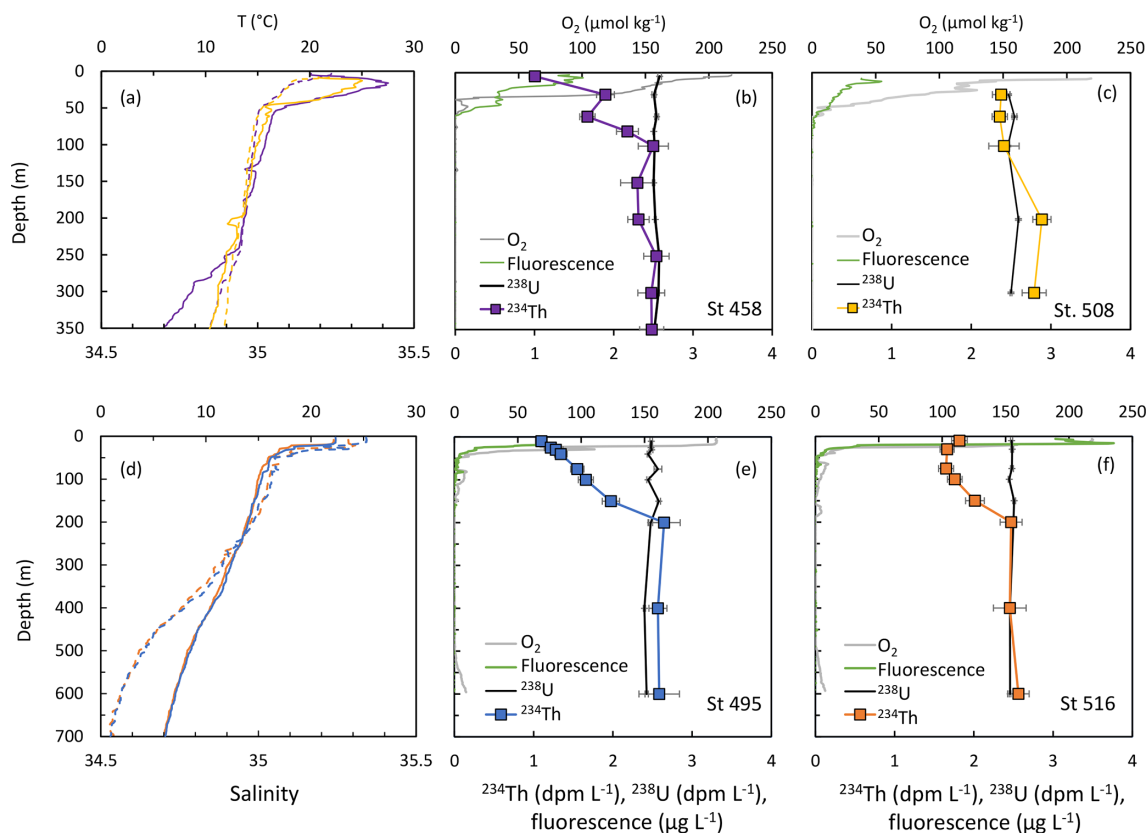 T (°C)
0 10 20 30
O₂ (µmol kg⁻¹)
0 50 100 150 200 250
O₂ (µmol kg⁻¹)
0 50 100 150 200 250
Depth (m)
0
50
100
150
200
250
300
350
34.5 35 35.5
(a)
(b)
O₂
Fluorescence
²³⁸U
²³⁴Th
St 458
0 1 2 3 4
(c)
O₂
Fluorescence
²³⁸U
²³⁴Th
St. 508
0 1 2 3 4
0 10 20 30
0 50 100 150 200 250
0 50 100 150 200 250
Depth (m)
0
100
200
300
400
500
600
700
34.5 35 35.5
Salinity
(d)
(e)
O₂
Fluorescence
²³⁸U
²³⁴Th
St 495
0 1 2 3 4
²³⁴Th (dpm L⁻¹), ²³⁸U (dpm L⁻¹),
fluorescence (µg L⁻¹)
(f)
O₂
Fluorescence
²³⁸U
²³⁴Th
St 516
0 1 2 3 4
²³⁴Th (dpm L⁻¹), ²³⁸U (dpm L⁻¹),
fluorescence (µg L⁻¹)